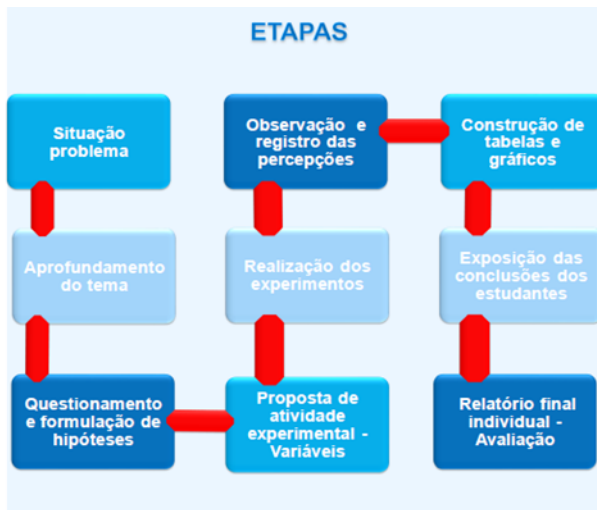 ETAPAS
Situação
problema
Aprofundamento
do tema
Questionamento
e formulação de
hipóteses
Proposta de
atividade
experimental -
Variáveis
Realização dos
experimentos
Observação e
registro das
percepções
Construção de
tabelas e
gráficos
Exposição das
conclusões dos
estudantes
Relatório final
individual -
Avaliação